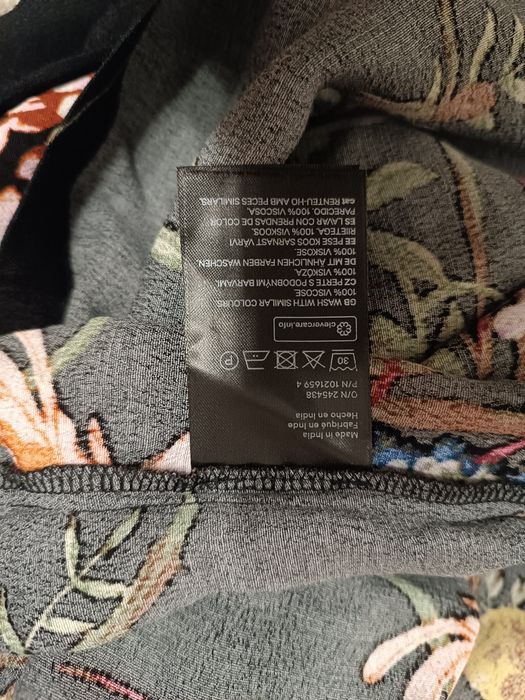 Made in India
Fabriqué en Inde
Hecho en India
O/N 245438
P/N 1021659 4
30 P
clevercare.info
GB WASH WITH SIMILAR COLOURS.
100% VISCOSE.
CZ PERTE S PODOBNÝMI BARVAMI.
100% VISKÓZA.
DE MIT ÄHNLICHEN FARBEN WASCHEN.
100% VISKOSE.
EE PESE KOOS SARNAST VÄRVI
RIIETEGA. 100% VISKOOS.
ES LAVAR CON PRENDAS DE COLOR
PARECIDO. 100% VISCOSA.
cat RENTEU-HO AMB PECES SIMILARS.